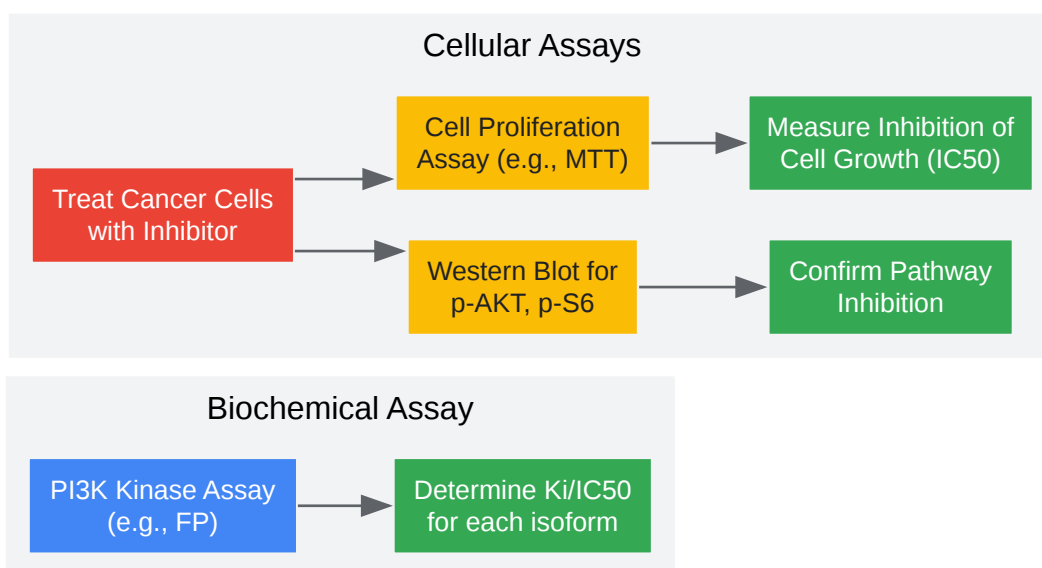 Cellular Assays
Cell Proliferation
Assay (e.g., MTT)
Measure Inhibition of
Cell Growth (IC50)
Treat Cancer Cells
with Inhibitor
Western Blot for
p-AKT, p-S6
Confirm Pathway
Inhibition
Biochemical Assay
PI3K Kinase Assay
(e.g., FP)
Determine Ki/IC50
for each isoform